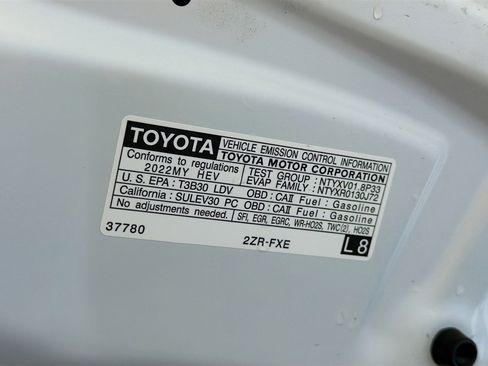 TOYOTA VEHICLE EMISSION CONTROL INFORMATION
TOYOTA MOTOR CORPORATION
Conforms to regulations
2022MY HEV
TEST GROUP : NTYXV01.8P33
EVAP FAMILY : NTYXR0130J72
U.S. EPA : T3B30 LDV OBD : CAⅡ Fuel : Gasoline
California : SULEV30 PC OBD : CAⅡ Fuel : Gasoline
No adjustments needed. SFI, EGR, EGRC, WR-HO2S, TWC(2), HO2S
37780 2ZR-FXE L 8